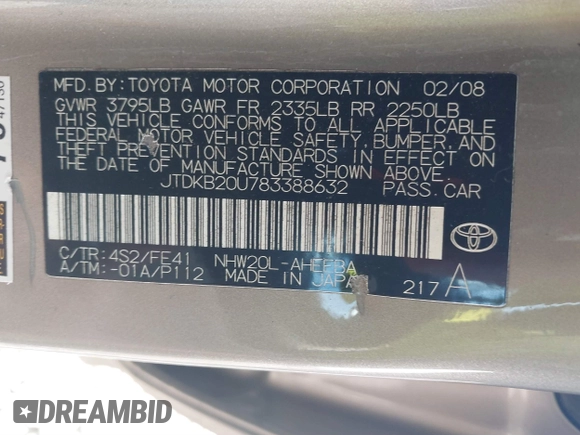 MFD. BY: TOYOTA MOTOR CORPORATION 02/08
GVWR 3795LB GAWR FR 2335LB RR 2250LB
THIS VEHICLE CONFORMS TO ALL APPLICABLE
FEDERAL MOTOR VEHICLE SAFETY, BUMPER, AND
THEFT PREVENTION STANDARDS IN EFFECT ON
THE DATE OF MANUFACTURE SHOWN ABOVE.
JTDKB20U783388632 PASS. CAR
C/TR: 4S2/FE41 NHW20L-AHEEBA
A/TM: -01A/P112 MADE IN JAPAN 217A
TOYOTA
DREAMBID